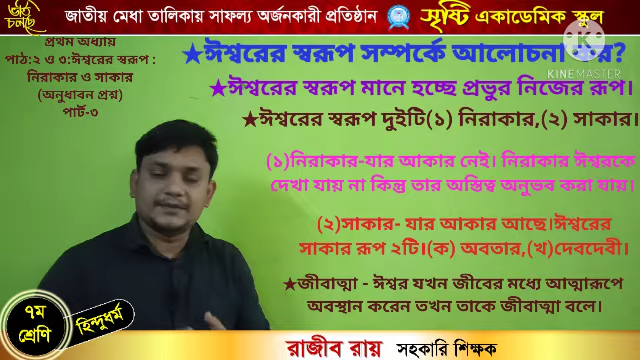 ভর্তি চলছে
জাতীয় মেধা তালিকায় সাফল্য অর্জনকারী প্রতিষ্ঠান সৃষ্টি একাডেমিক স্কুল
প্রথম অধ্যায়
পাঠ:২ ও ৩:ঈশ্বরের স্বরূপ :
নিরাকার ও সাকার
(অনুধাবন প্রশ্ন)
পার্ট-৩
★ঈশ্বরের স্বরূপ সম্পর্কে আলোচনা কর?
KINEMASTER
★ঈশ্বরের স্বরূপ মানে হচ্ছে প্রভুর নিজের রূপ।
★ঈশ্বরের স্বরূপ দুইটি(১) নিরাকার,(২) সাকার।
(১)নিরাকার-যার আকার নেই। নিরাকার ঈশ্বরকে
দেখা যায় না কিন্তু তার অস্তিত্ব অনুভব করা যায়।
(২)সাকার- যার আকার আছে।ঈশ্বরের
সাকার রূপ ২টি।(ক) অবতার,(খ)দেবদেবী।
★জীবাত্মা - ঈশ্বর যখন জীবের মধ্যে আত্মারূপে
অবস্থান করেন তখন তাকে জীবাত্মা বলে।
৭ম
শ্রেণি
হিন্দুধর্ম
রাজীব রায় সহকারি শিক্ষক